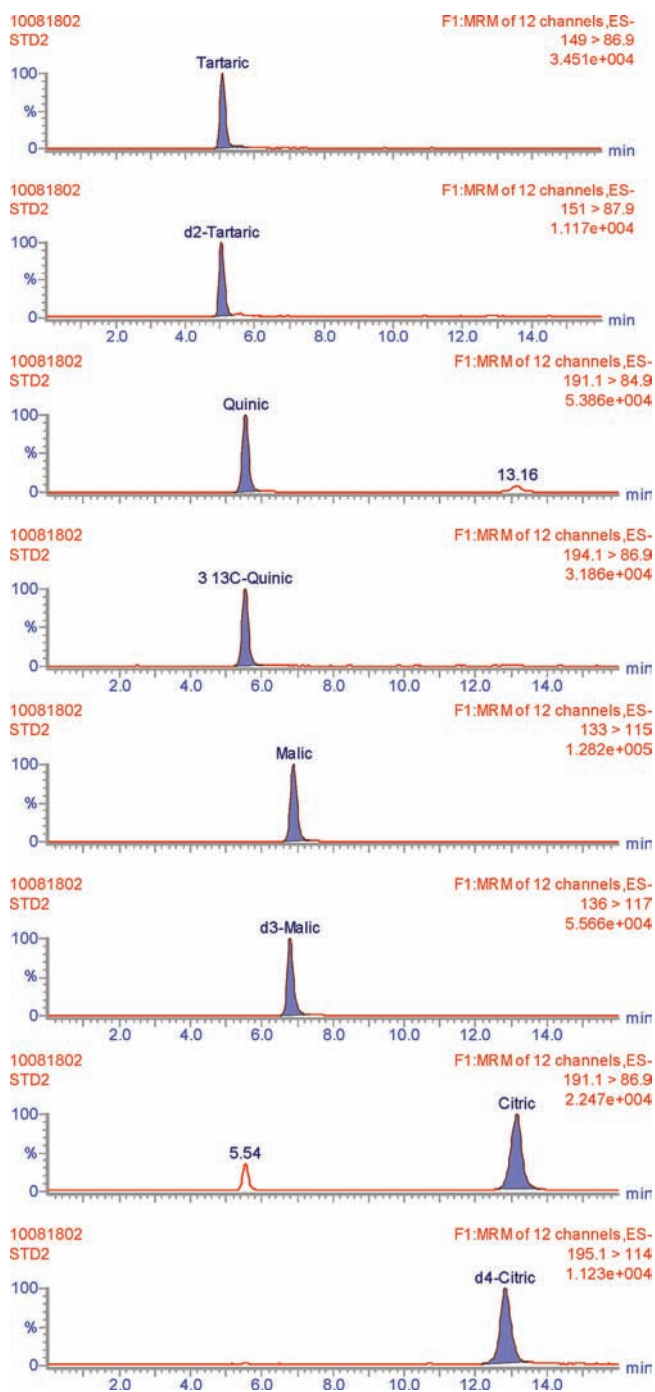 10081802
STD2
F1:MRM of 12 channels,ES-
149 > 86.9
3.451e+004
Tartaric
100
%
0
min
10081802
STD2
F1:MRM of 12 channels,ES-
151 > 87.9
1.117e+004
d2-Tartaric
100
%
0
min
2.0 4.0 6.0 8.0 10.0 12.0 14.0
10081802
STD2
F1:MRM of 12 channels,ES-
191.1 > 84.9
5.386e+004
Quinic
100
%
13.16
0
min
10081802
STD2
F1:MRM of 12 channels,ES-
194.1 > 86.9
3.186e+004
3 13C-Quinic
100
%
0
min
2.0 4.0 6.0 8.0 10.0 12.0 14.0
10081802
STD2
F1:MRM of 12 channels,ES-
133 > 115
1.282e+005
Malic
100
%
0
min
10081802
STD2
F1:MRM of 12 channels,ES-
136 > 117
5.566e+004
d3-Malic
100
%
0
min
2.0 4.0 6.0 8.0 10.0 12.0 14.0
10081802
STD2
F1:MRM of 12 channels,ES-
191.1 > 86.9
2.247e+004
Citric
100
%
5.54
0
min
10081802
STD2
F1:MRM of 12 channels,ES-
195.1 > 114
1.123e+004
d4-Citric
100
%
0
min
2.0 4.0 6.0 8.0 10.0 12.0 14.0